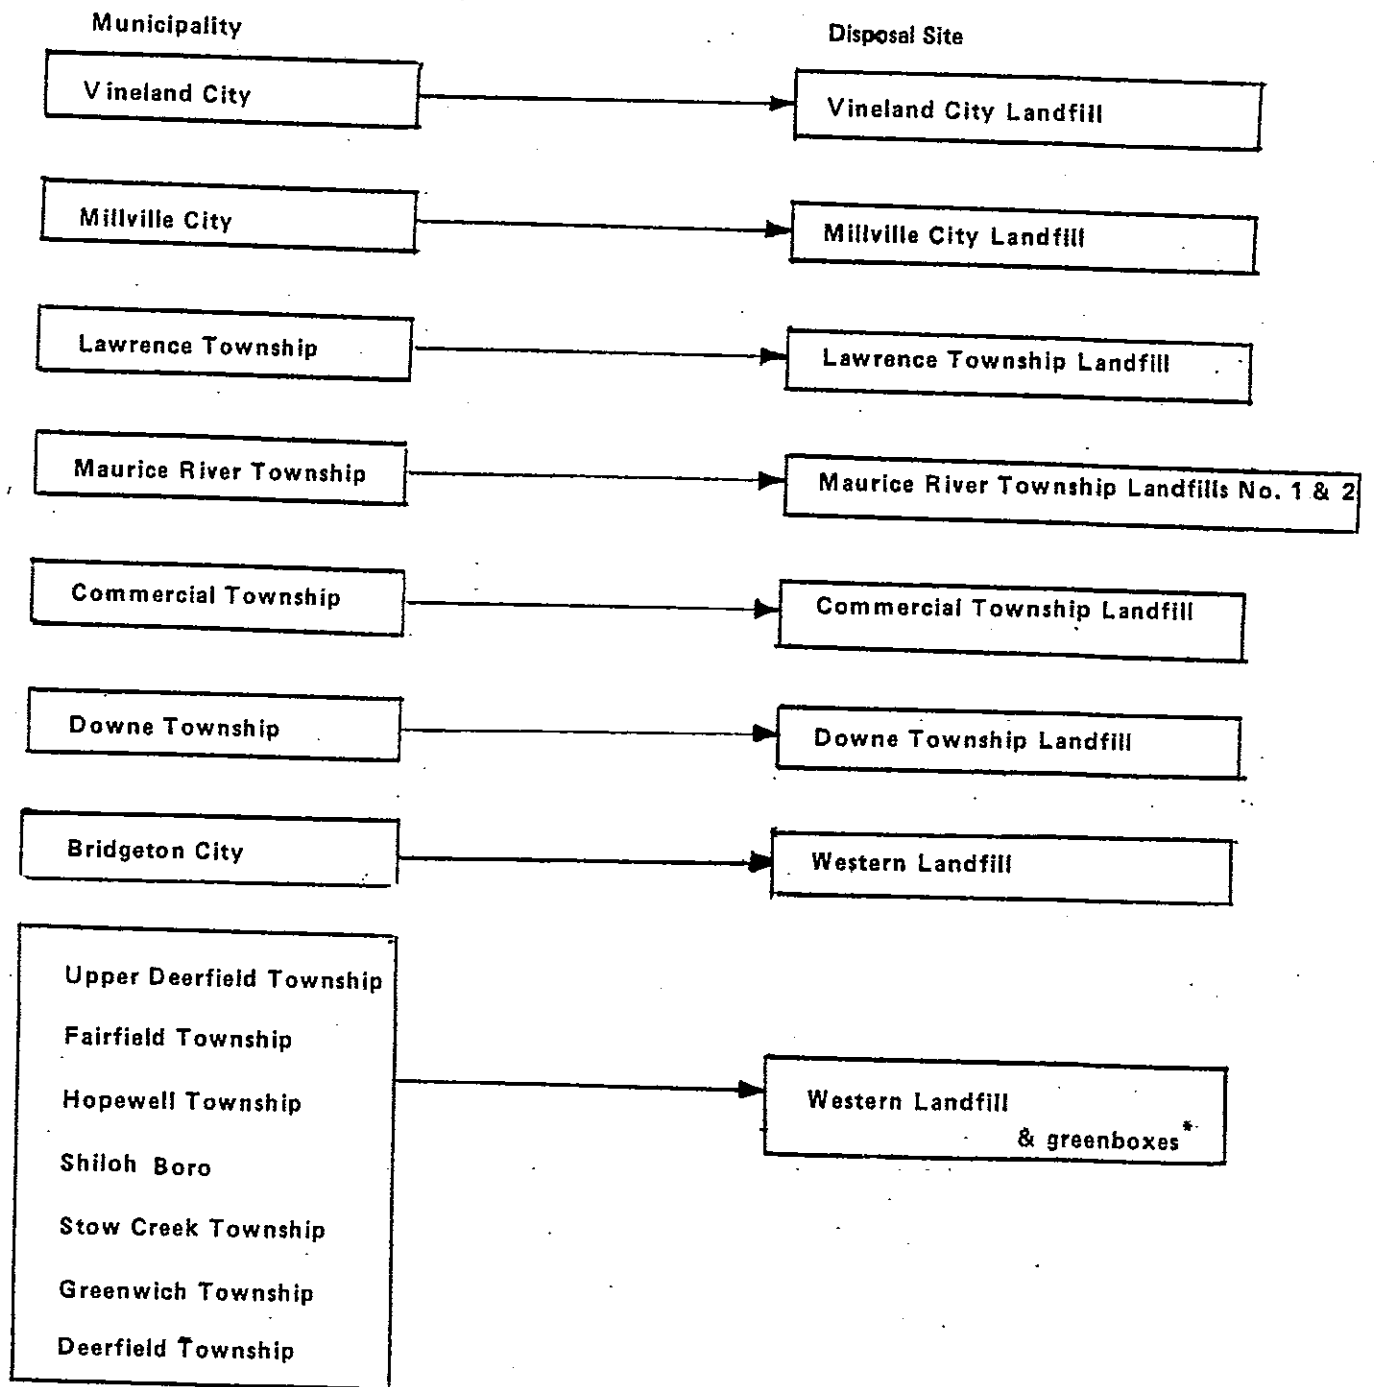 Municipality
Disposal Site
Vineland City
Vineland City Landfill
Millville City
Millville City Landfill
Lawrence Township
Lawrence Township Landfill
Maurice River Township
Maurice River Township Landfills No. 1 & 2
Commercial Township
Commercial Township Landfill
Downe Township
Downe Township Landfill
Bridgeton City
Western Landfill
Upper Deerfield Township
Fairfield Township
Hopewell Township
Shiloh Boro
Stow Creek Township
Greenwich Township
Deerfield Township
Western Landfill
& greenboxes*